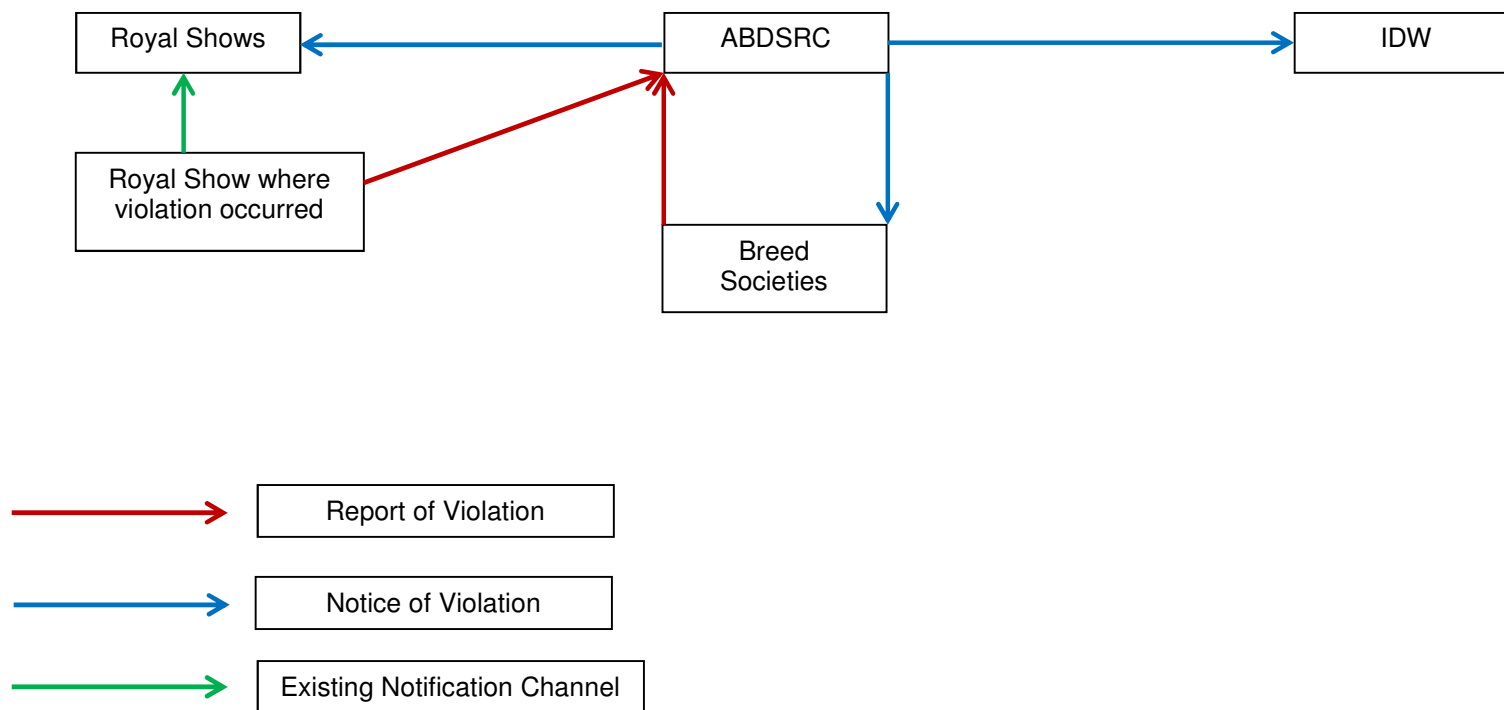 Royal Shows
ABDSRC
IDW
Royal Show where
violation occurred
Breed
Societies
Report of Violation
Notice of Violation
Existing Notification Channel